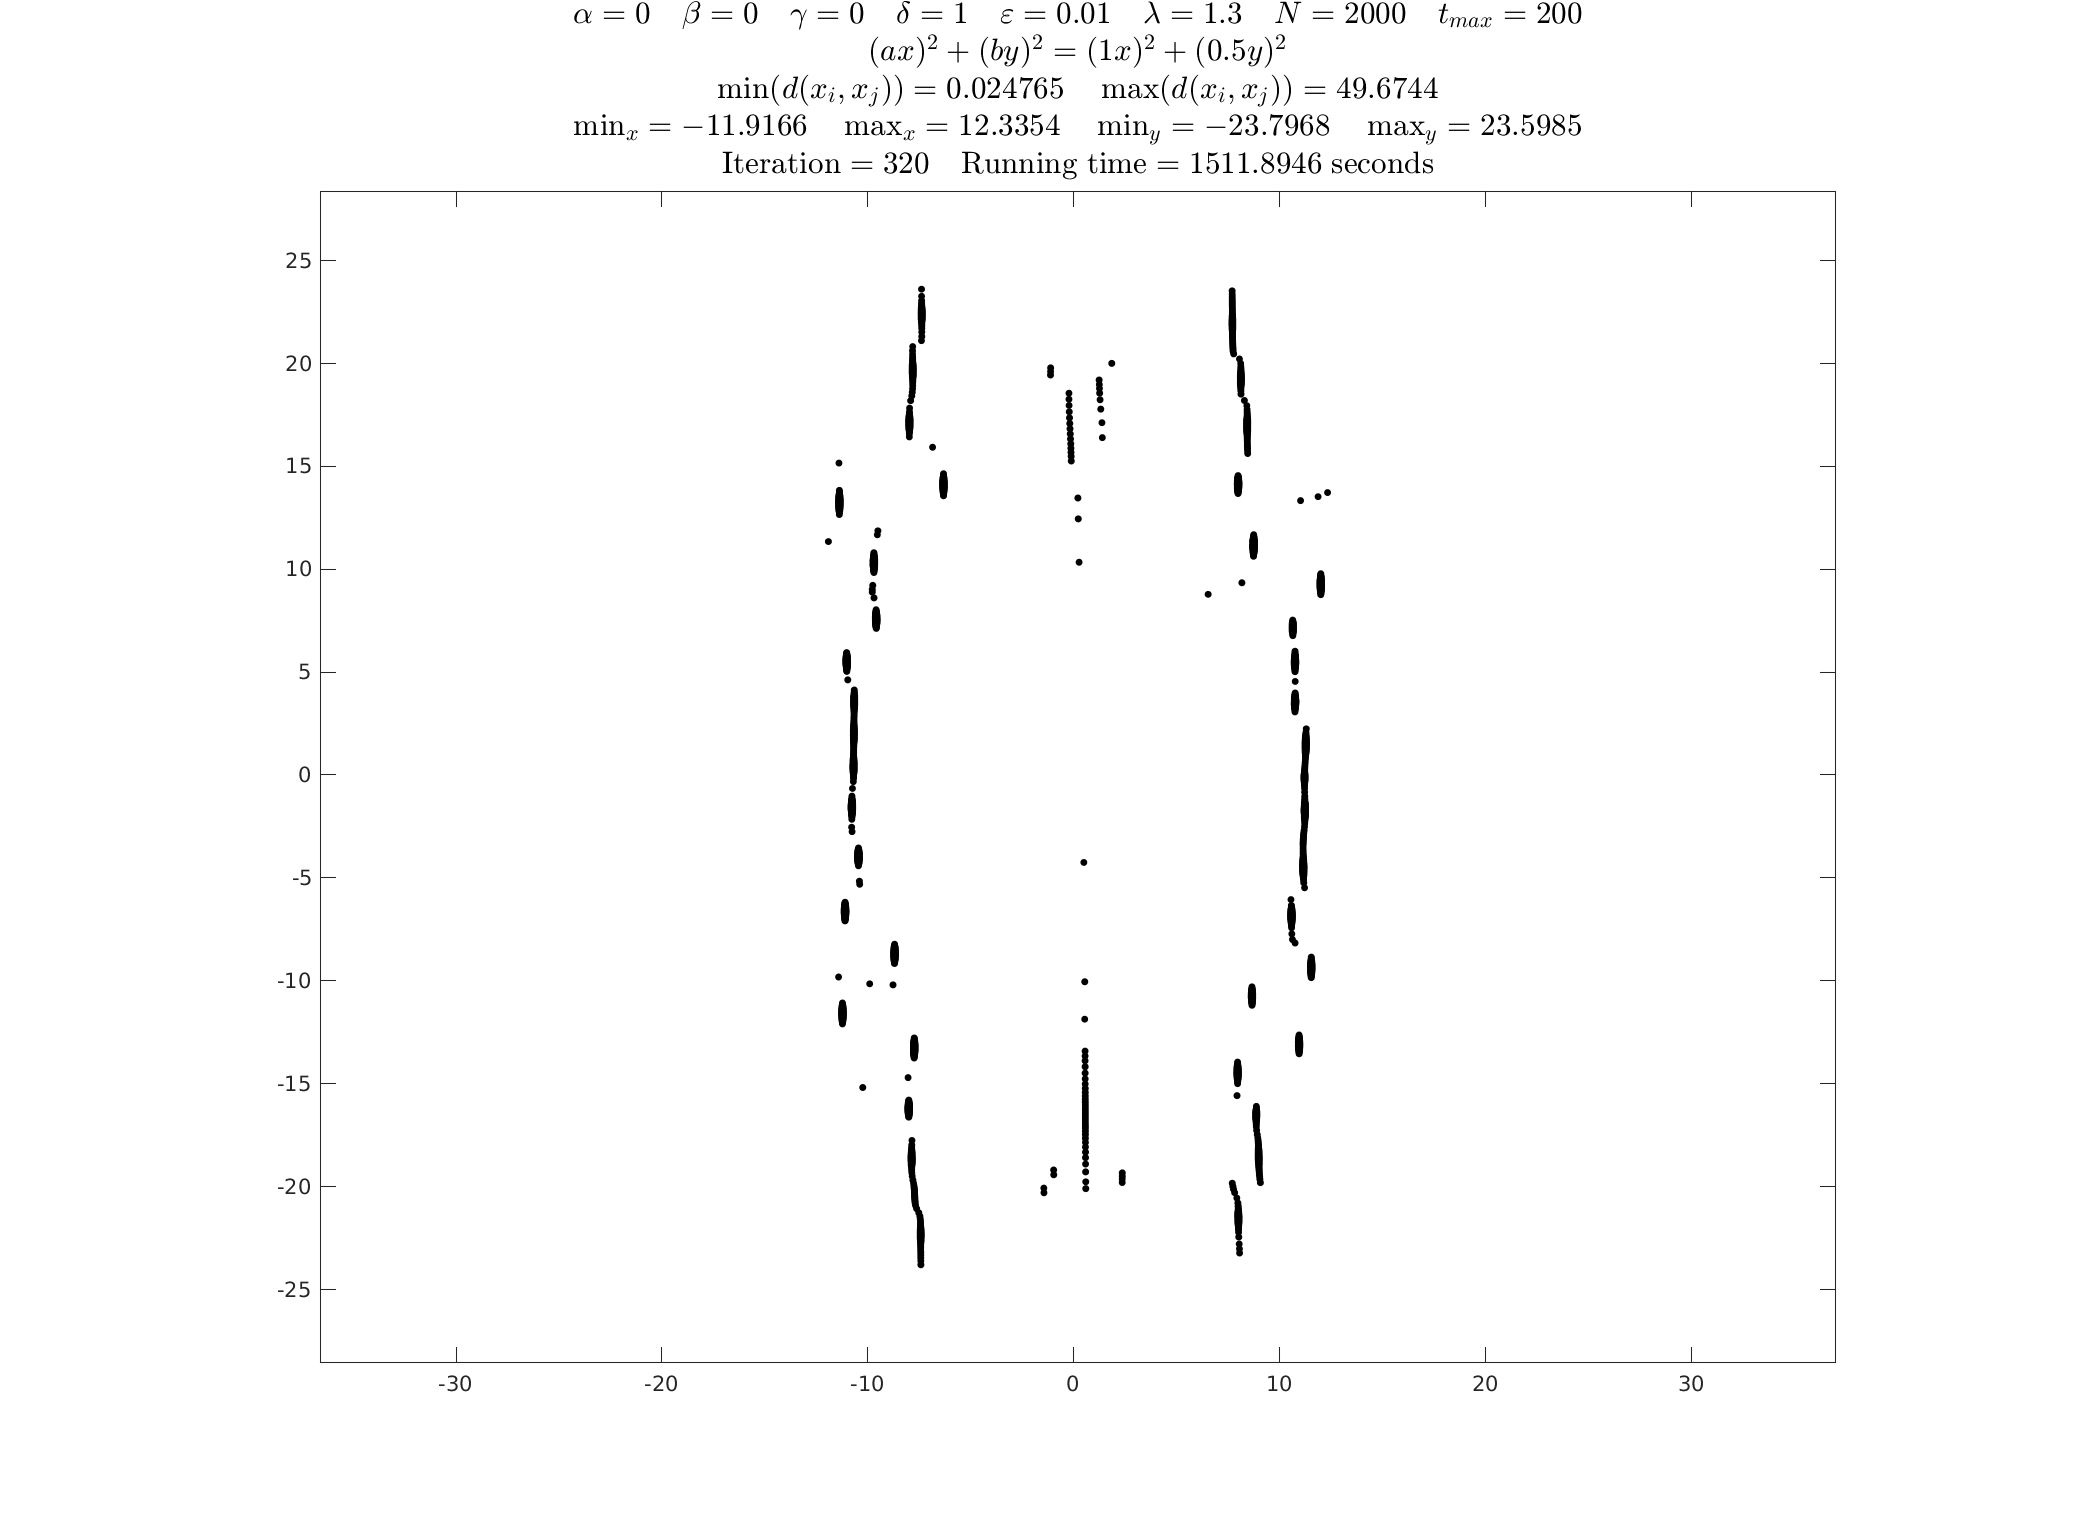 α = 0 β = 0 γ = 0 δ = 1 ε = 0.01 λ = 1.3 N = 2000 t_max = 200
(ax)² + (by)² = (1x)² + (0.5y)²
min(d(x_i, x_j)) = 0.024765 max(d(x_i, x_j)) = 49.6744
min_x = −11.9166 max_x = 12.3354 min_y = −23.7968 max_y = 23.5985
Iteration = 320 Running time = 1511.8946 seconds
25
20
15
10
5
0
-5
-10
-15
-20
-25
-30 -20 -10 0 10 20 30